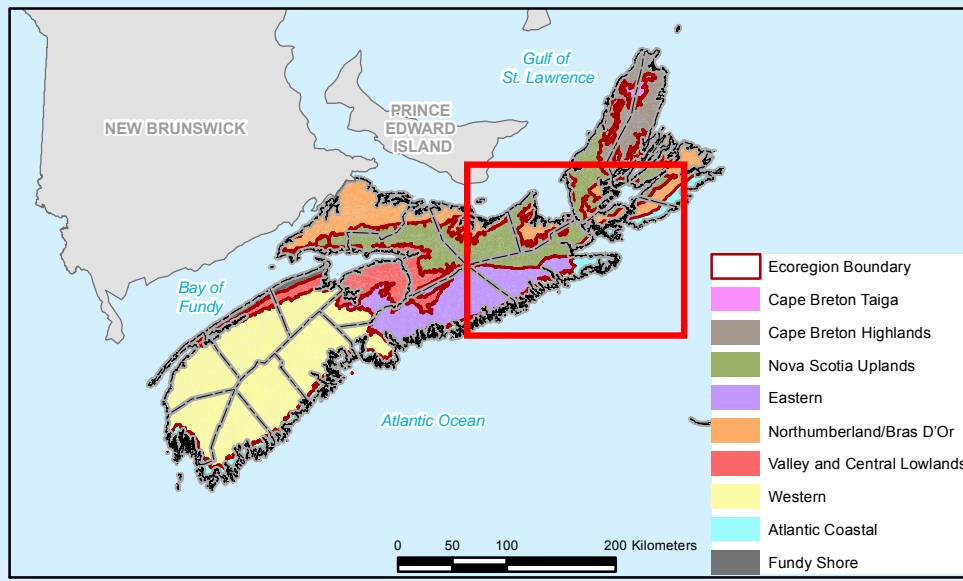 Gulf of
St. Lawrence
PRINCE
EDWARD
ISLAND
NEW BRUNSWICK
Bay of
Fundy
Atlantic Ocean
Ecoregion Boundary
Cape Breton Taiga
Cape Breton Highlands
Nova Scotia Uplands
Eastern
Northumberland/Bras D'Or
Valley and Central Lowlands
Western
Atlantic Coastal
Fundy Shore
0 50 100 200 Kilometers